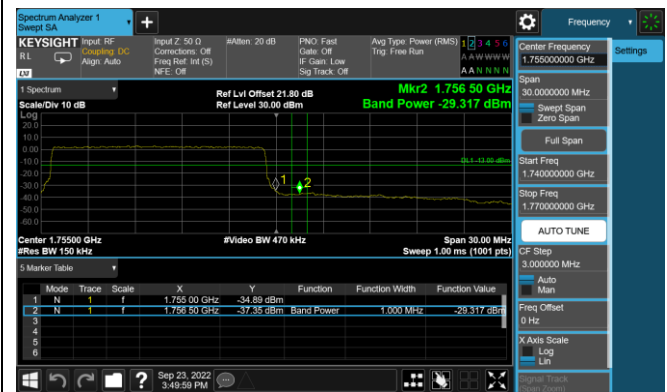 Spectrum Analyzer 1
Swept SA
Frequency
KEYSIGHT
RL
LNI
Input: RF
Coupling: DC
Align: Auto
Input Z: 50 Ω
Corrections: Off
Freq Ref: Int (S)
NFE: Off
#Atten: 20 dB
PNO: Fast
Gate: Off
IF Gain: Low
Sig Track: Off
Avg Type: Power (RMS)
Trig: Free Run
1 2 3 4 5 6
A A W W W W
A A N N N N
1 Spectrum
Scale/Div 10 dB
Ref Lvl Offset 21.80 dB
Ref Level 30.00 dBm
Mkr2 1.756 50 GHz
Band Power -29.317 dBm
Log
20.0
10.0
0.00
-10.0
-20.0
-30.0
-40.0
-50.0
-60.0
DL1 -13.00 dBm
1
2
Center 1.75500 GHz
#Res BW 150 kHz
#Video BW 470 kHz
Span 30.00 MHz
Sweep 1.00 ms (1001 pts)
5 Marker Table
Mode Trace Scale X Y Function Function Width Function Value
1 N 1 f 1.755 00 GHz -34.89 dBm
2 N 1 f 1.756 50 GHz -37.35 dBm Band Power 1.000 MHz -29.317 dBm
3
4
5
6
Sep 23, 2022
3:49:59 PM
Center Frequency
1.755000000 GHz
Settings
Span
30.0000000 MHz
Swept Span
Zero Span
Full Span
Start Freq
1.740000000 GHz
Stop Freq
1.770000000 GHz
AUTO TUNE
CF Step
3.000000 MHz
Auto
Man
Freq Offset
0 Hz
X Axis Scale
Log
Lin
Signal Track
(Span Zoom)